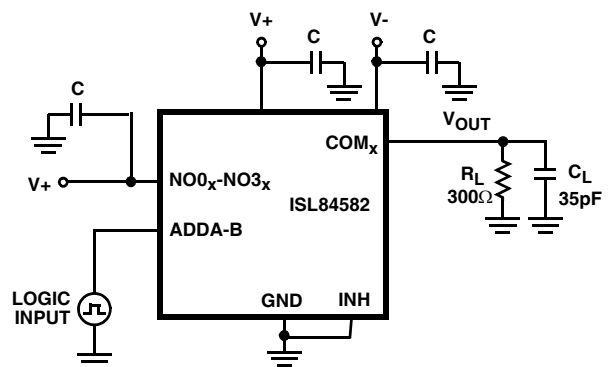 V+
V-
C
C
C
V+
NO0x-NO3x
ADDA-B
LOGIC
INPUT
COMx
ISL84582
GND
INH
VOUT
RL
300Ω
CL
35pF